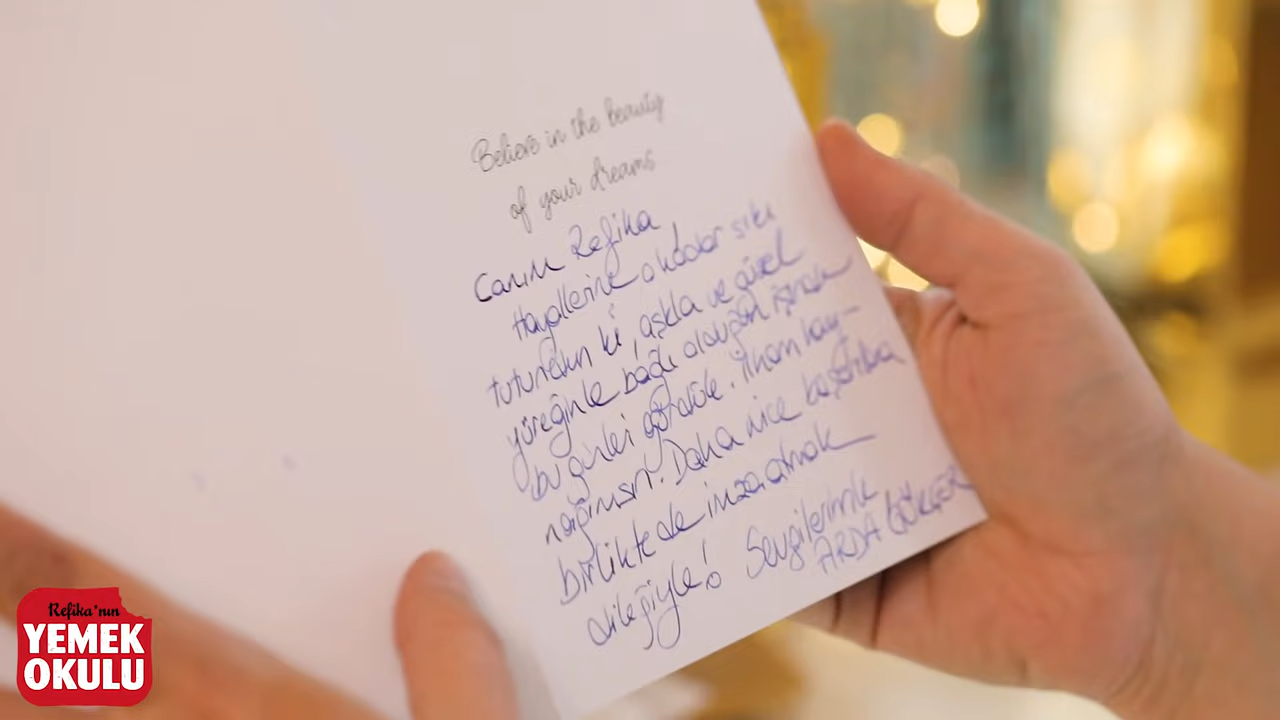 Believe in the beauty
of your dreams
Canım Refika,
Hayallerine o kadar sıkı
tutundun ki, aşkla ve güzel
yüreğinle bağlı olduğun işinde
bu günleri gördük. İlham kay-
nağımsın. Daha nice başarılara
birlikte de imza atmak
dileğiyle! Sevgilerimle
ARDA
Refika'nın
YEMEK
OKULU